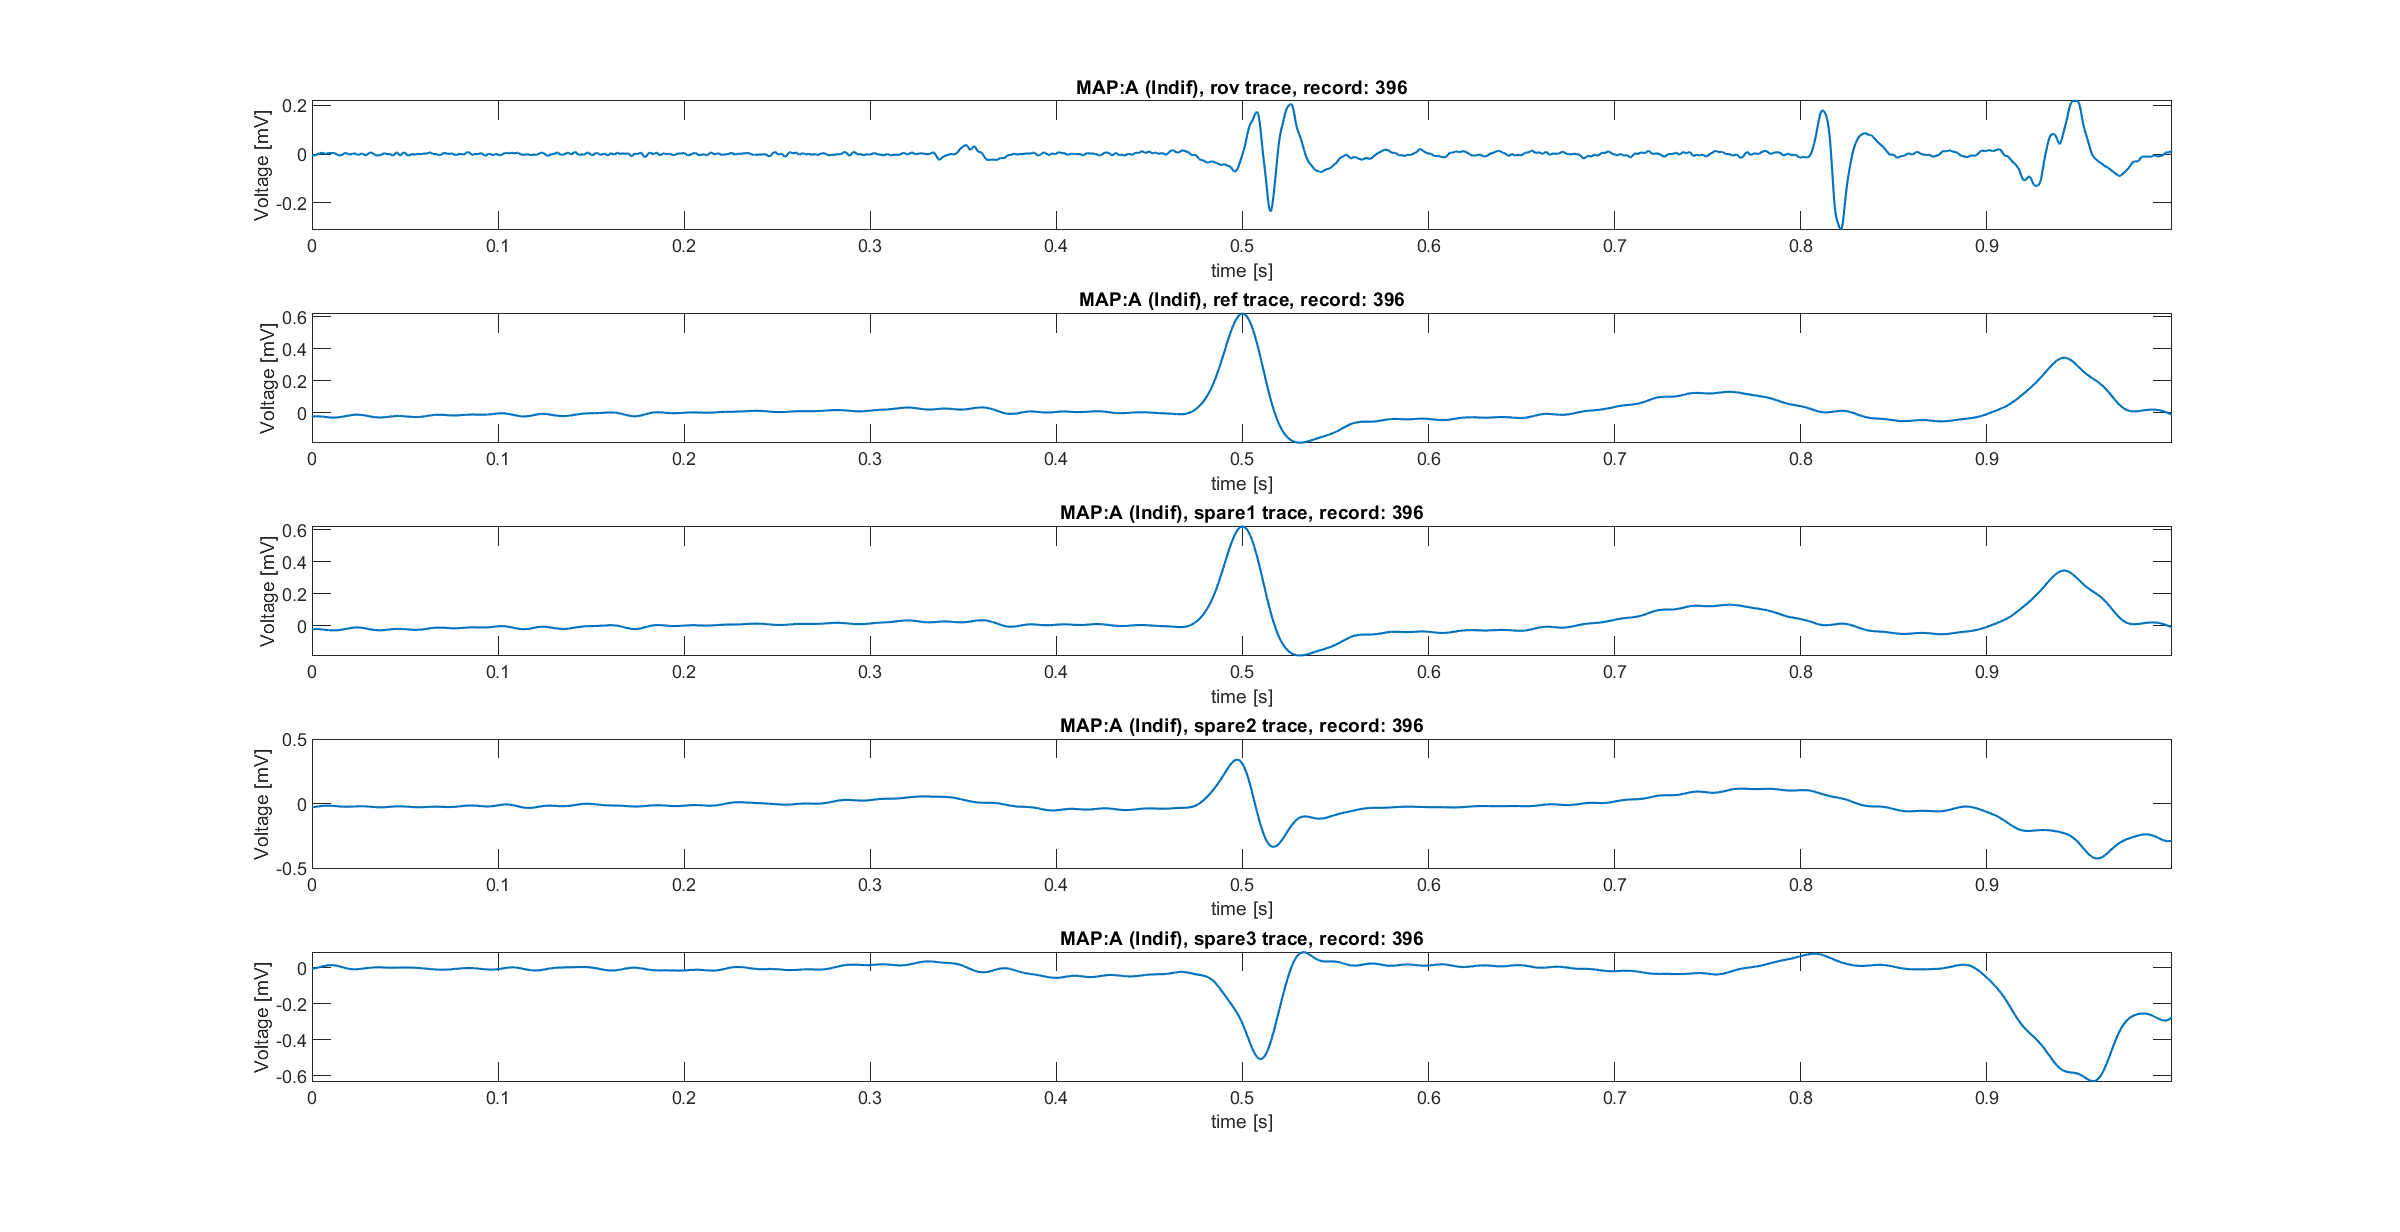 MAP:A (Indif), rov trace, record: 396
Voltage [mV]
0.2
0
-0.2
0 0.1 0.2 0.3 0.4 0.5 0.6 0.7 0.8 0.9
time [s]
MAP:A (Indif), ref trace, record: 396
Voltage [mV]
0.6
0.4
0.2
0
0 0.1 0.2 0.3 0.4 0.5 0.6 0.7 0.8 0.9
time [s]
MAP:A (Indif), spare1 trace, record: 396
Voltage [mV]
0.6
0.4
0.2
0
0 0.1 0.2 0.3 0.4 0.5 0.6 0.7 0.8 0.9
time [s]
MAP:A (Indif), spare2 trace, record: 396
Voltage [mV]
0.5
0
-0.5
0 0.1 0.2 0.3 0.4 0.5 0.6 0.7 0.8 0.9
time [s]
MAP:A (Indif), spare3 trace, record: 396
Voltage [mV]
0
-0.2
-0.4
-0.6
0 0.1 0.2 0.3 0.4 0.5 0.6 0.7 0.8 0.9
time [s]